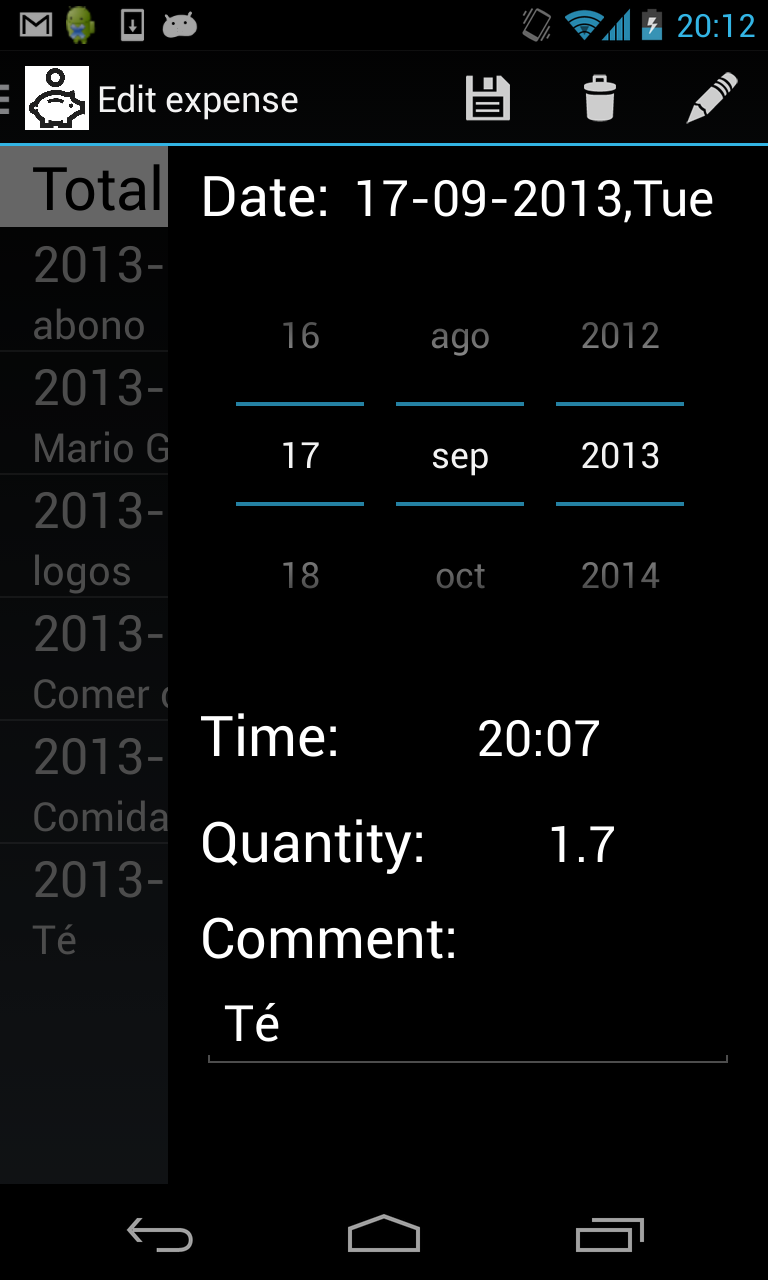 20:12
Edit expense
Total
2013-
abono
2013-
Mario G
2013-
logos
2013-
Comer
2013-
Comida
2013-
Té
Date: 17-09-2013,Tue
16 ago 2012
17 sep 2013
18 oct 2014
Time: 20:07
Quantity: 1.7
Comment:
Té